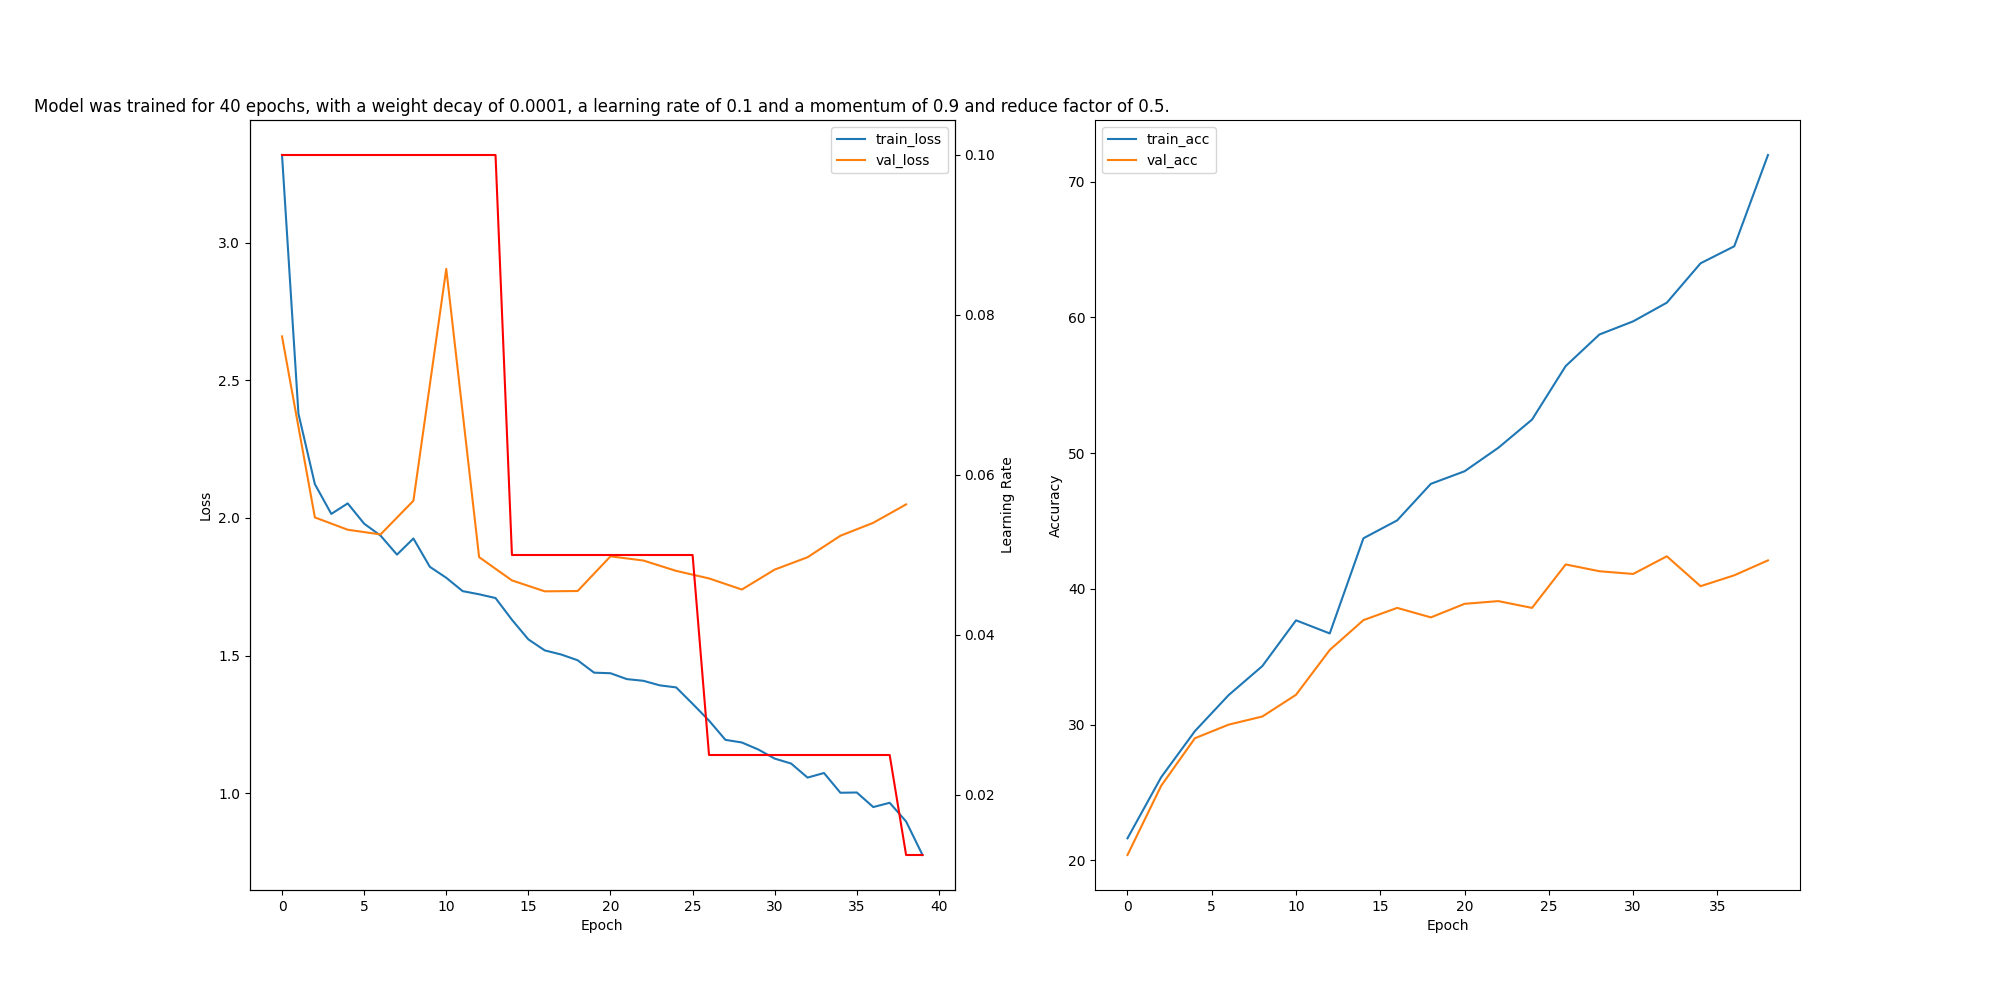 Model was trained for 40 epochs, with a weight decay of 0.0001, a learning rate of 0.1 and a momentum of 0.9 and reduce factor of 0.5.
train_loss
val_loss
Loss
3.0
2.5
2.0
1.5
1.0
0 5 10 15 20 25 30 35 40
Epoch
0.10
0.08
0.06
0.04
0.02
Learning Rate
train_acc
val_acc
Accuracy
70
60
50
40
30
20
0 5 10 15 20 25 30 35
Epoch